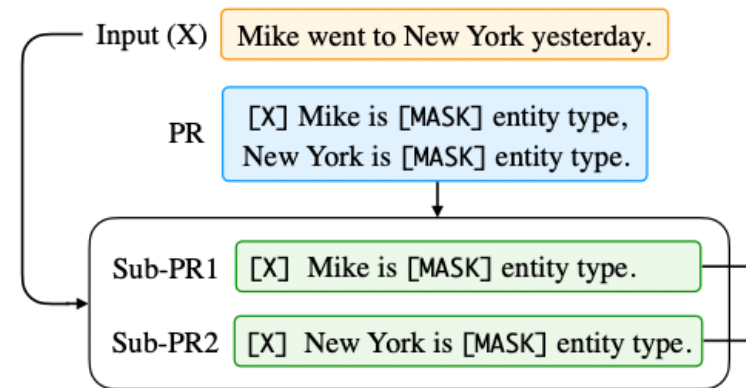 Input (X) Mike went to New York yesterday.
PR
[X] Mike is [MASK] entity type,
New York is [MASK] entity type.
Sub-PR1 [X] Mike is [MASK] entity type.
Sub-PR2 [X] New York is [MASK] entity type.